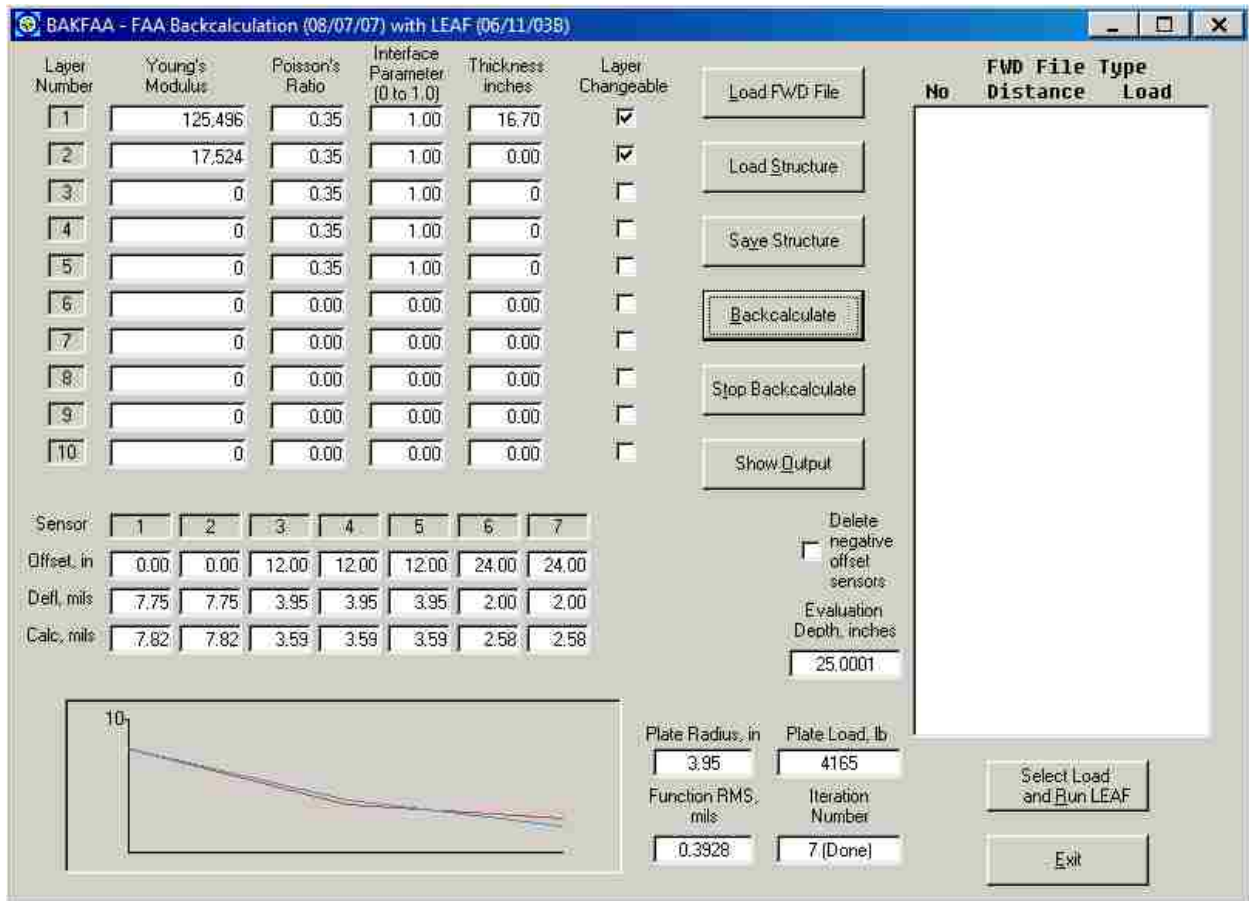 BAKFAA - FAA Backcalculation (08/07/07) with LEAF (06/11/03B)
Layer Number Young's Modulus Poisson's Ratio Interface Parameter (0 to 1.0) Thickness inches Layer Changeable
1 125,496 0.35 1.00 16.70
2 17,524 0.35 1.00 0.00
3 0 0.35 1.00 0
4 0 0.35 1.00 0
5 0 0.35 1.00 0
6 0 0.00 0.00 0.00
7 0 0.00 0.00 0.00
8 0 0.00 0.00 0.00
9 0 0.00 0.00 0.00
10 0 0.00 0.00 0.00
Load FWD File
Load Structure
Save Structure
Backcalculate
Stop Backcalculate
Show Output
FWD File Type
No Distance Load
Sensor 1 2 3 4 5 6 7
Offset, in 0.00 0.00 12.00 12.00 12.00 24.00 24.00
Defl, mils 7.75 7.75 3.95 3.95 3.95 2.00 2.00
Calc, mils 7.82 7.82 3.59 3.59 3.59 2.58 2.58
Delete
negative
offset
sensors
Evaluation
Depth, inches
25.0001
10
Plate Radius, in Plate Load, lb
3.95 4165
Function RMS, mils Iteration Number
0.3928 7 (Done)
Select Load
and Run LEAF
Exit